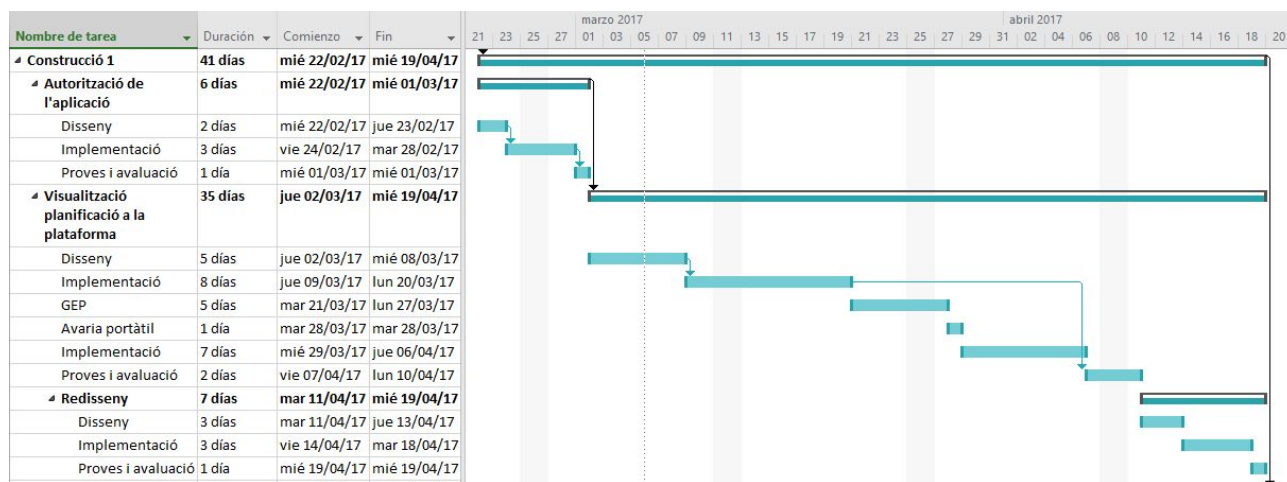 marzo 2017 abril 2017
Nombre de tarea Duración Comienzo Fin 21 23 25 27 01 03 05 07 09 11 13 15 17 19 21 23 25 27 29 31 02 04 06 08 10 12 14 16 18 20
Construcció 1 41 días mié 22/02/17 mié 19/04/17
Autorització de 6 días mié 22/02/17 mié 01/03/17
l'aplicació
Disseny 2 días mié 22/02/17 jue 23/02/17
Implementació 3 días vie 24/02/17 mar 28/02/17
Proves i avaluació 1 día mié 01/03/17 mié 01/03/17
Visualització 35 días jue 02/03/17 mié 19/04/17
planificació a la
plataforma
Disseny 5 días jue 02/03/17 mié 08/03/17
Implementació 8 días jue 09/03/17 lun 20/03/17
GEP 5 días mar 21/03/17 lun 27/03/17
Avaria portàtil 1 día mar 28/03/17 mar 28/03/17
Implementació 7 días mié 29/03/17 jue 06/04/17
Proves i avaluació 2 días vie 07/04/17 lun 10/04/17
Redisseny 7 días mar 11/04/17 mié 19/04/17
Disseny 3 días mar 11/04/17 jue 13/04/17
Implementació 3 días vie 14/04/17 mar 18/04/17
Proves i avaluació 1 día mié 19/04/17 mié 19/04/17